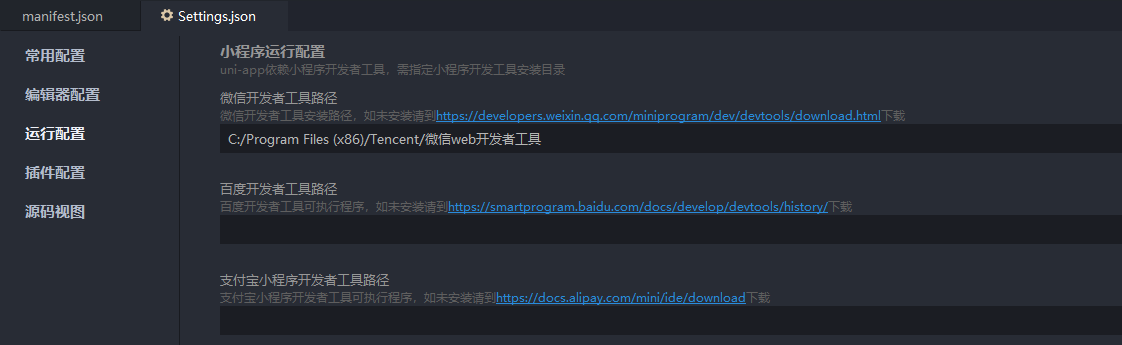 manifest.json
Settings.json
常用配置
编辑器配置
运行配置
插件配置
源码视图
小程序运行配置
uni-app依赖小程序开发者工具，需指定小程序开发工具安装目录
微信开发者工具路径
微信开发者工具安装路径，如未安装请到https://developers.weixin.qq.com/miniprogram/dev/devtools/download.html下载
C:/Program Files (x86)/Tencent/微信web开发者工具
百度开发者工具路径
百度开发者工具可执行程序，如未安装请到https://smartprogram.baidu.com/docs/develop/devtools/history/下载
支付宝小程序开发者工具路径
支付宝小程序开发者工具可执行程序，如未安装请到https://docs.alipay.com/mini/ide/download下载